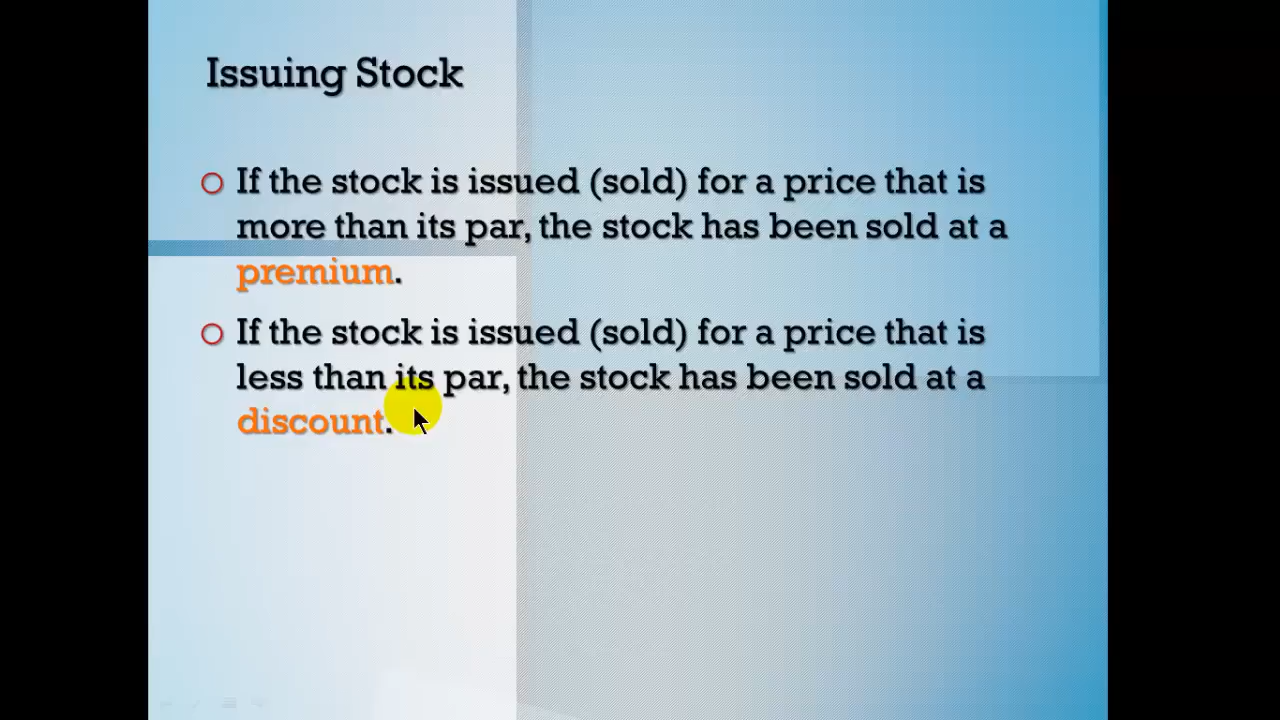 Issuing Stock
If the stock is issued (sold) for a price that is
more than its par, the stock has been sold at a
premium.
If the stock is issued (sold) for a price that is
less than its par, the stock has been sold at a
discount.